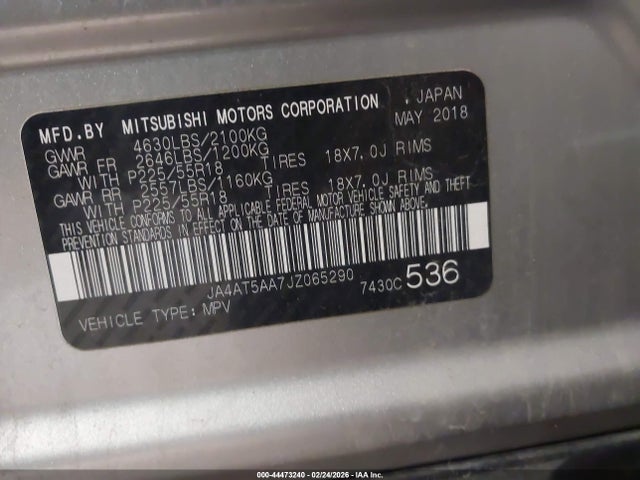 MFD.BY MITSUBISHI MOTORS CORPORATION , JAPAN
GVWR 4630LBS/2100KG MAY 2018
GAWR FR 2646LBS/1200KG
WITH P225/55R18 TIRES 18X7.0J RIMS
GAWR RR 2557LBS/1160KG
WITH P225/55R18 TIRES 18X7.0J RIMS
THIS VEHICLE CONFORMS TO ALL APPLICABLE FEDERAL MOTOR VEHICLE SAFETY AND THEFT
PREVENTION STANDARDS IN EFFECT ON THE DATE OF MANUFACTURE SHOWN ABOVE.
JA4AT5AA7JZ065290
7430C 536
VEHICLE TYPE: MPV
000-44473240 - 02/24/2026 - IAA Inc.